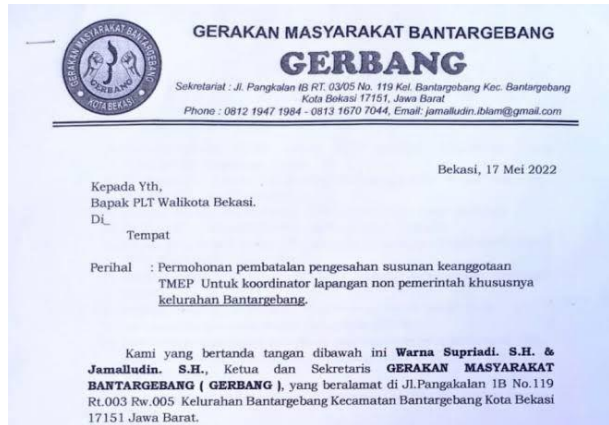 GERAKAN MASYARAKAT BANTARGEBANG
GERBANG
Sekretariat : Jl. Pangkalan IB RT. 03/05 No. 119 Kel. Bantargebang Kec. Bantargebang
Kota Bekasi 17151, Jawa Barat
Phone : 0812 1947 1984 - 0813 1670 7044, Email: jamalludin.iblam@gmail.com
GERAKAN MASYARAKAT BANTARGEBANG
GERBANG
KOTA BEKASI
Bekasi, 17 Mei 2022
Kepada Yth,
Bapak PLT Walikota Bekasi.
Di_
Tempat
Perihal : Permohonan pembatalan pengesahan susunan keanggotaan
TMEP Untuk koordinator lapangan non pemerintah khususnya
kelurahan Bantargebang.
Kami yang bertanda tangan dibawah ini Warna Supriadi. S.H. &
Jamalludin. S.H., Ketua dan Sekretaris GERAKAN MASYARAKAT
BANTARGEBANG ( GERBANG ), yang beralamat di Jl.Pangakalan 1B No.119
Rt.003 Rw.005 Kelurahan Bantargebang Kecamatan Bantargebang Kota Bekasi
17151 Jawa Barat.